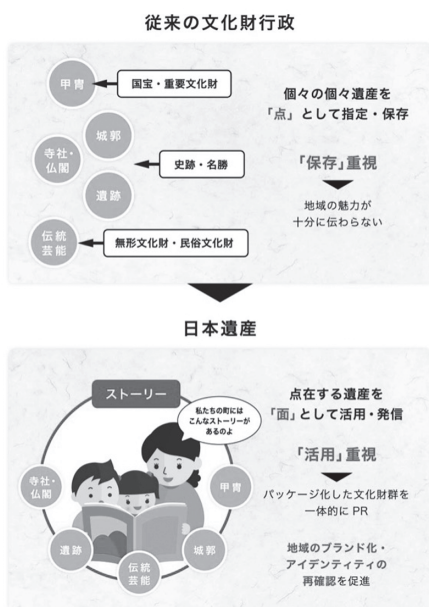 従来の文化財行政
甲冑
国宝・重要文化財
城郭
寺社・
仏閣
史跡・名勝
遺跡
伝統
芸能
無形文化財・民俗文化財
個々の個々遺産を
「点」として指定・保存
「保存」重視
地域の魅力が
十分に伝わらない
日本遺産
ストーリー
私たちの町には
こんなストーリーが
あるのよ
寺社・
仏閣
甲冑
遺跡
城郭
伝統
芸能
点在する遺産を
「面」として活用・発信
「活用」重視
パッケージ化した文化財群を
一体的に PR
地域のブランド化・
アイデンティティの
再確認を促進